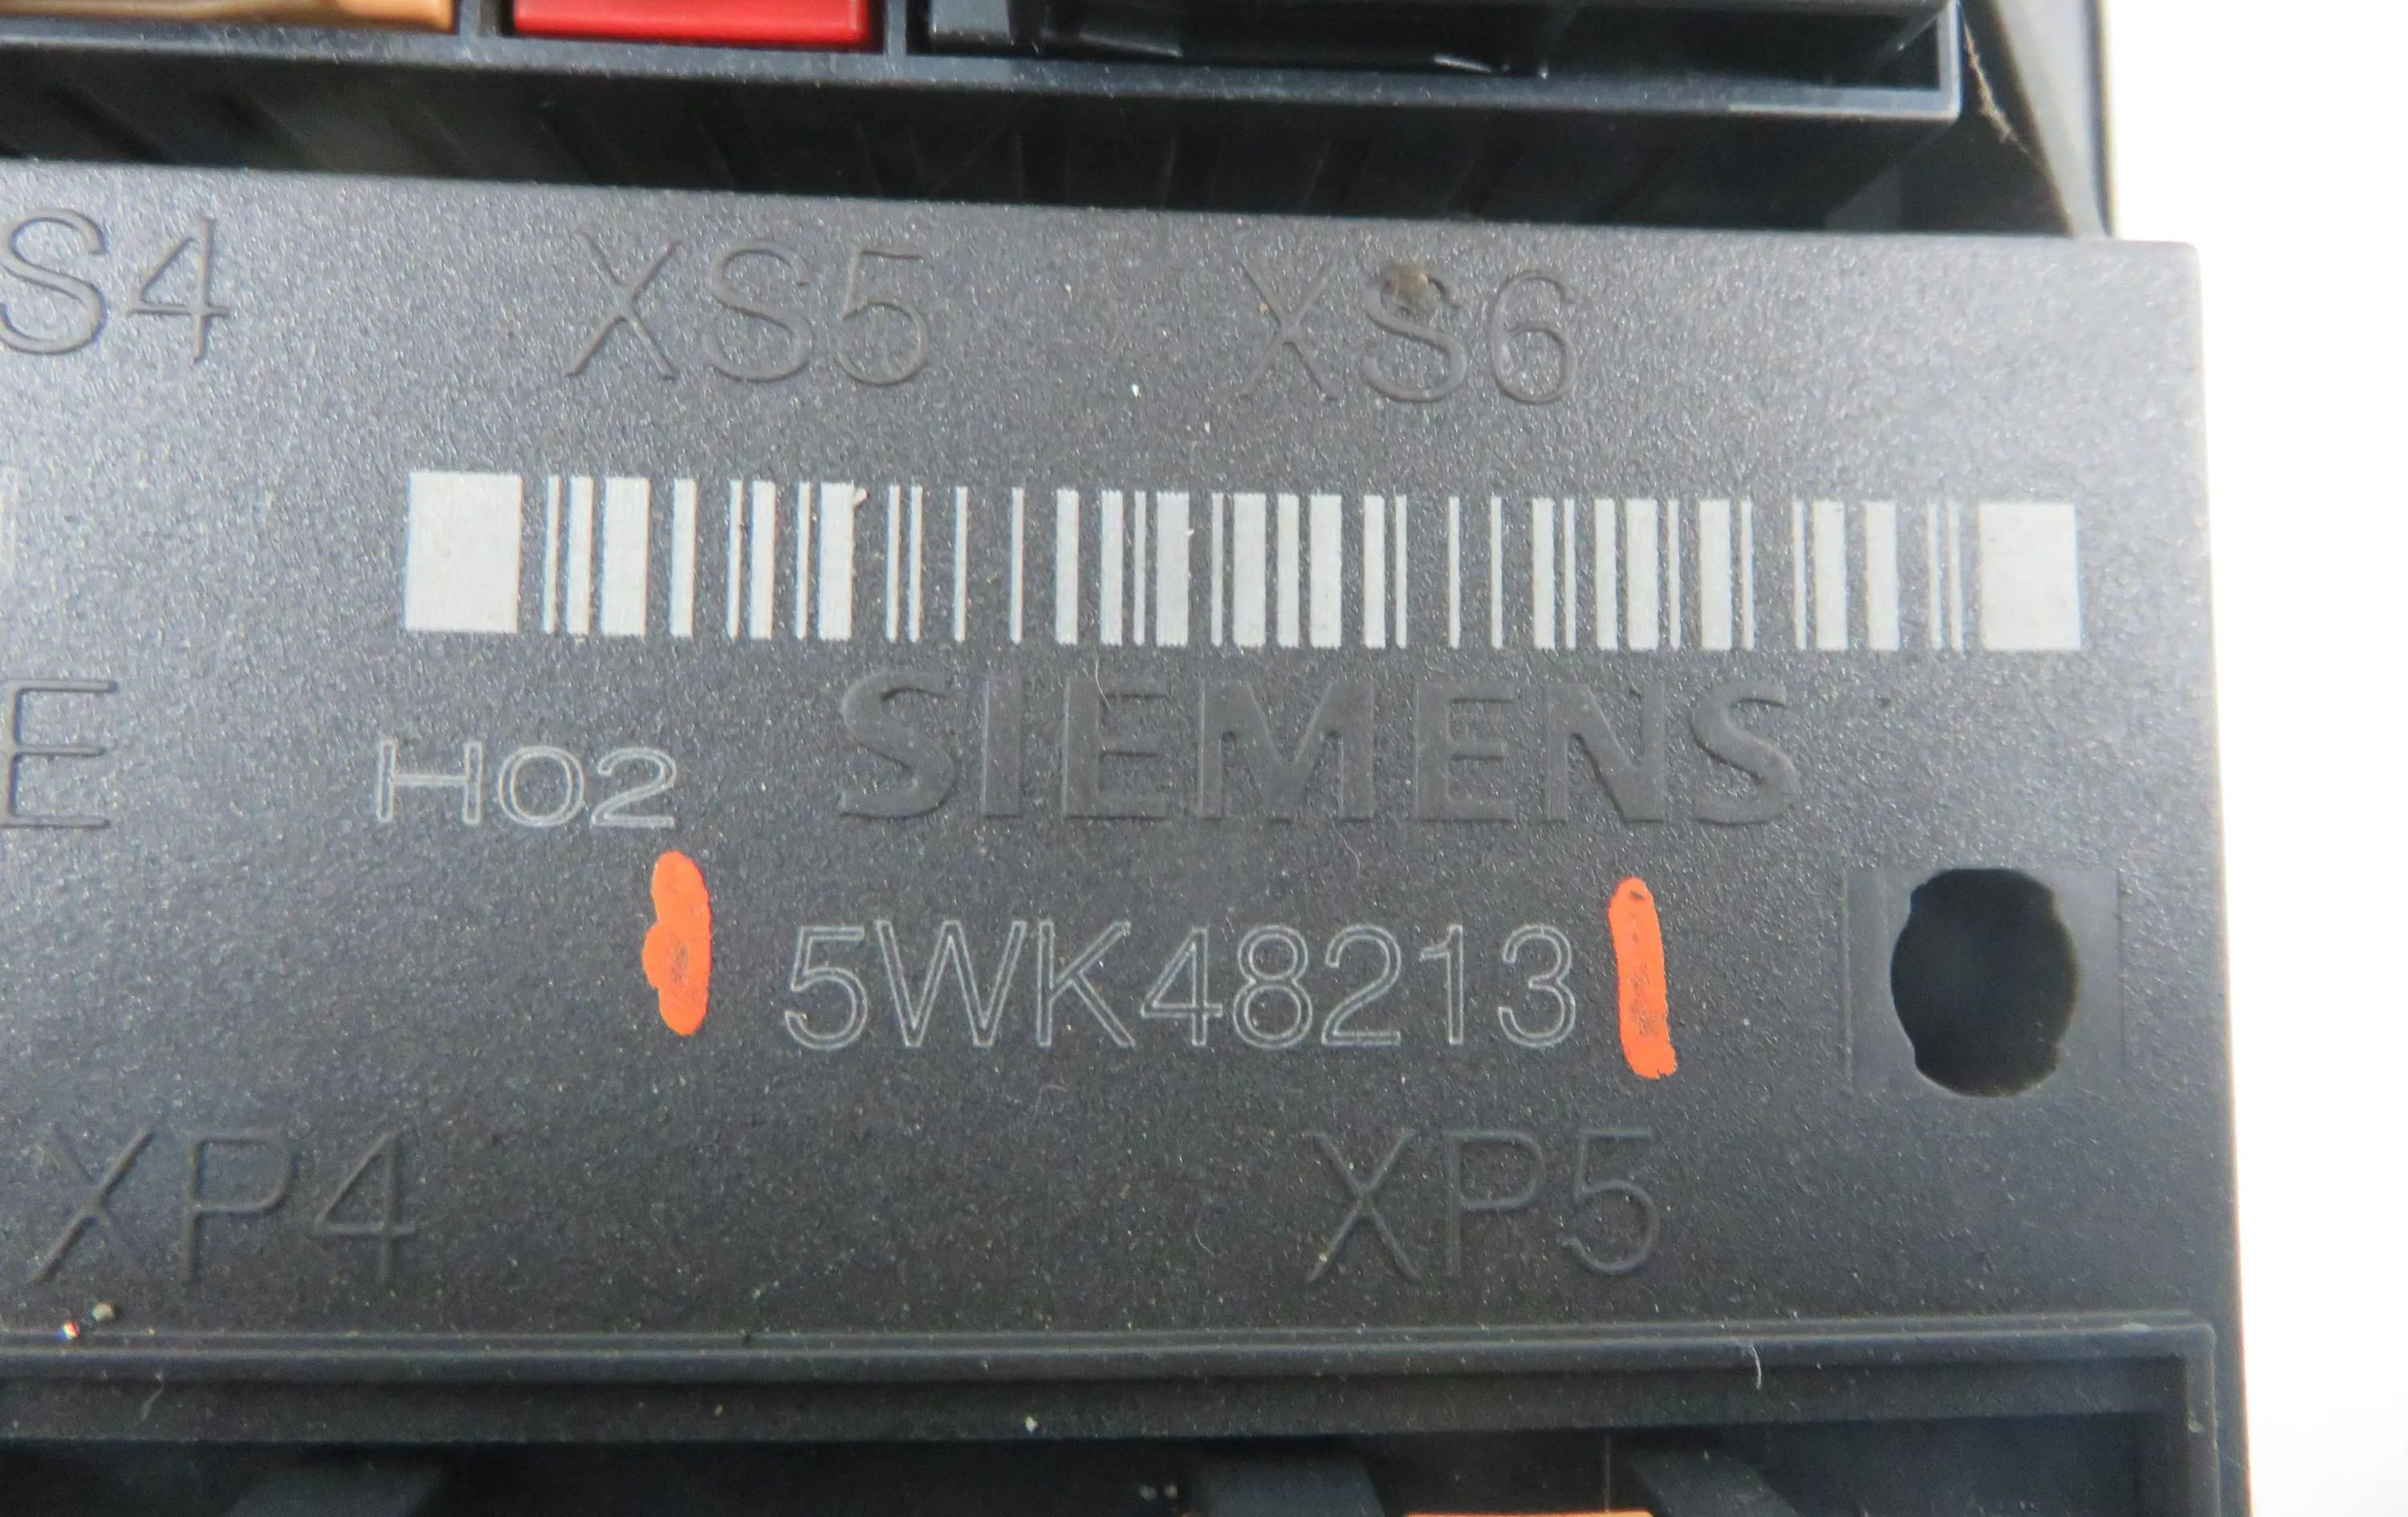 S4 XS5 XS6
SIEMENS
E H02
5WK48213
XP4 XP5